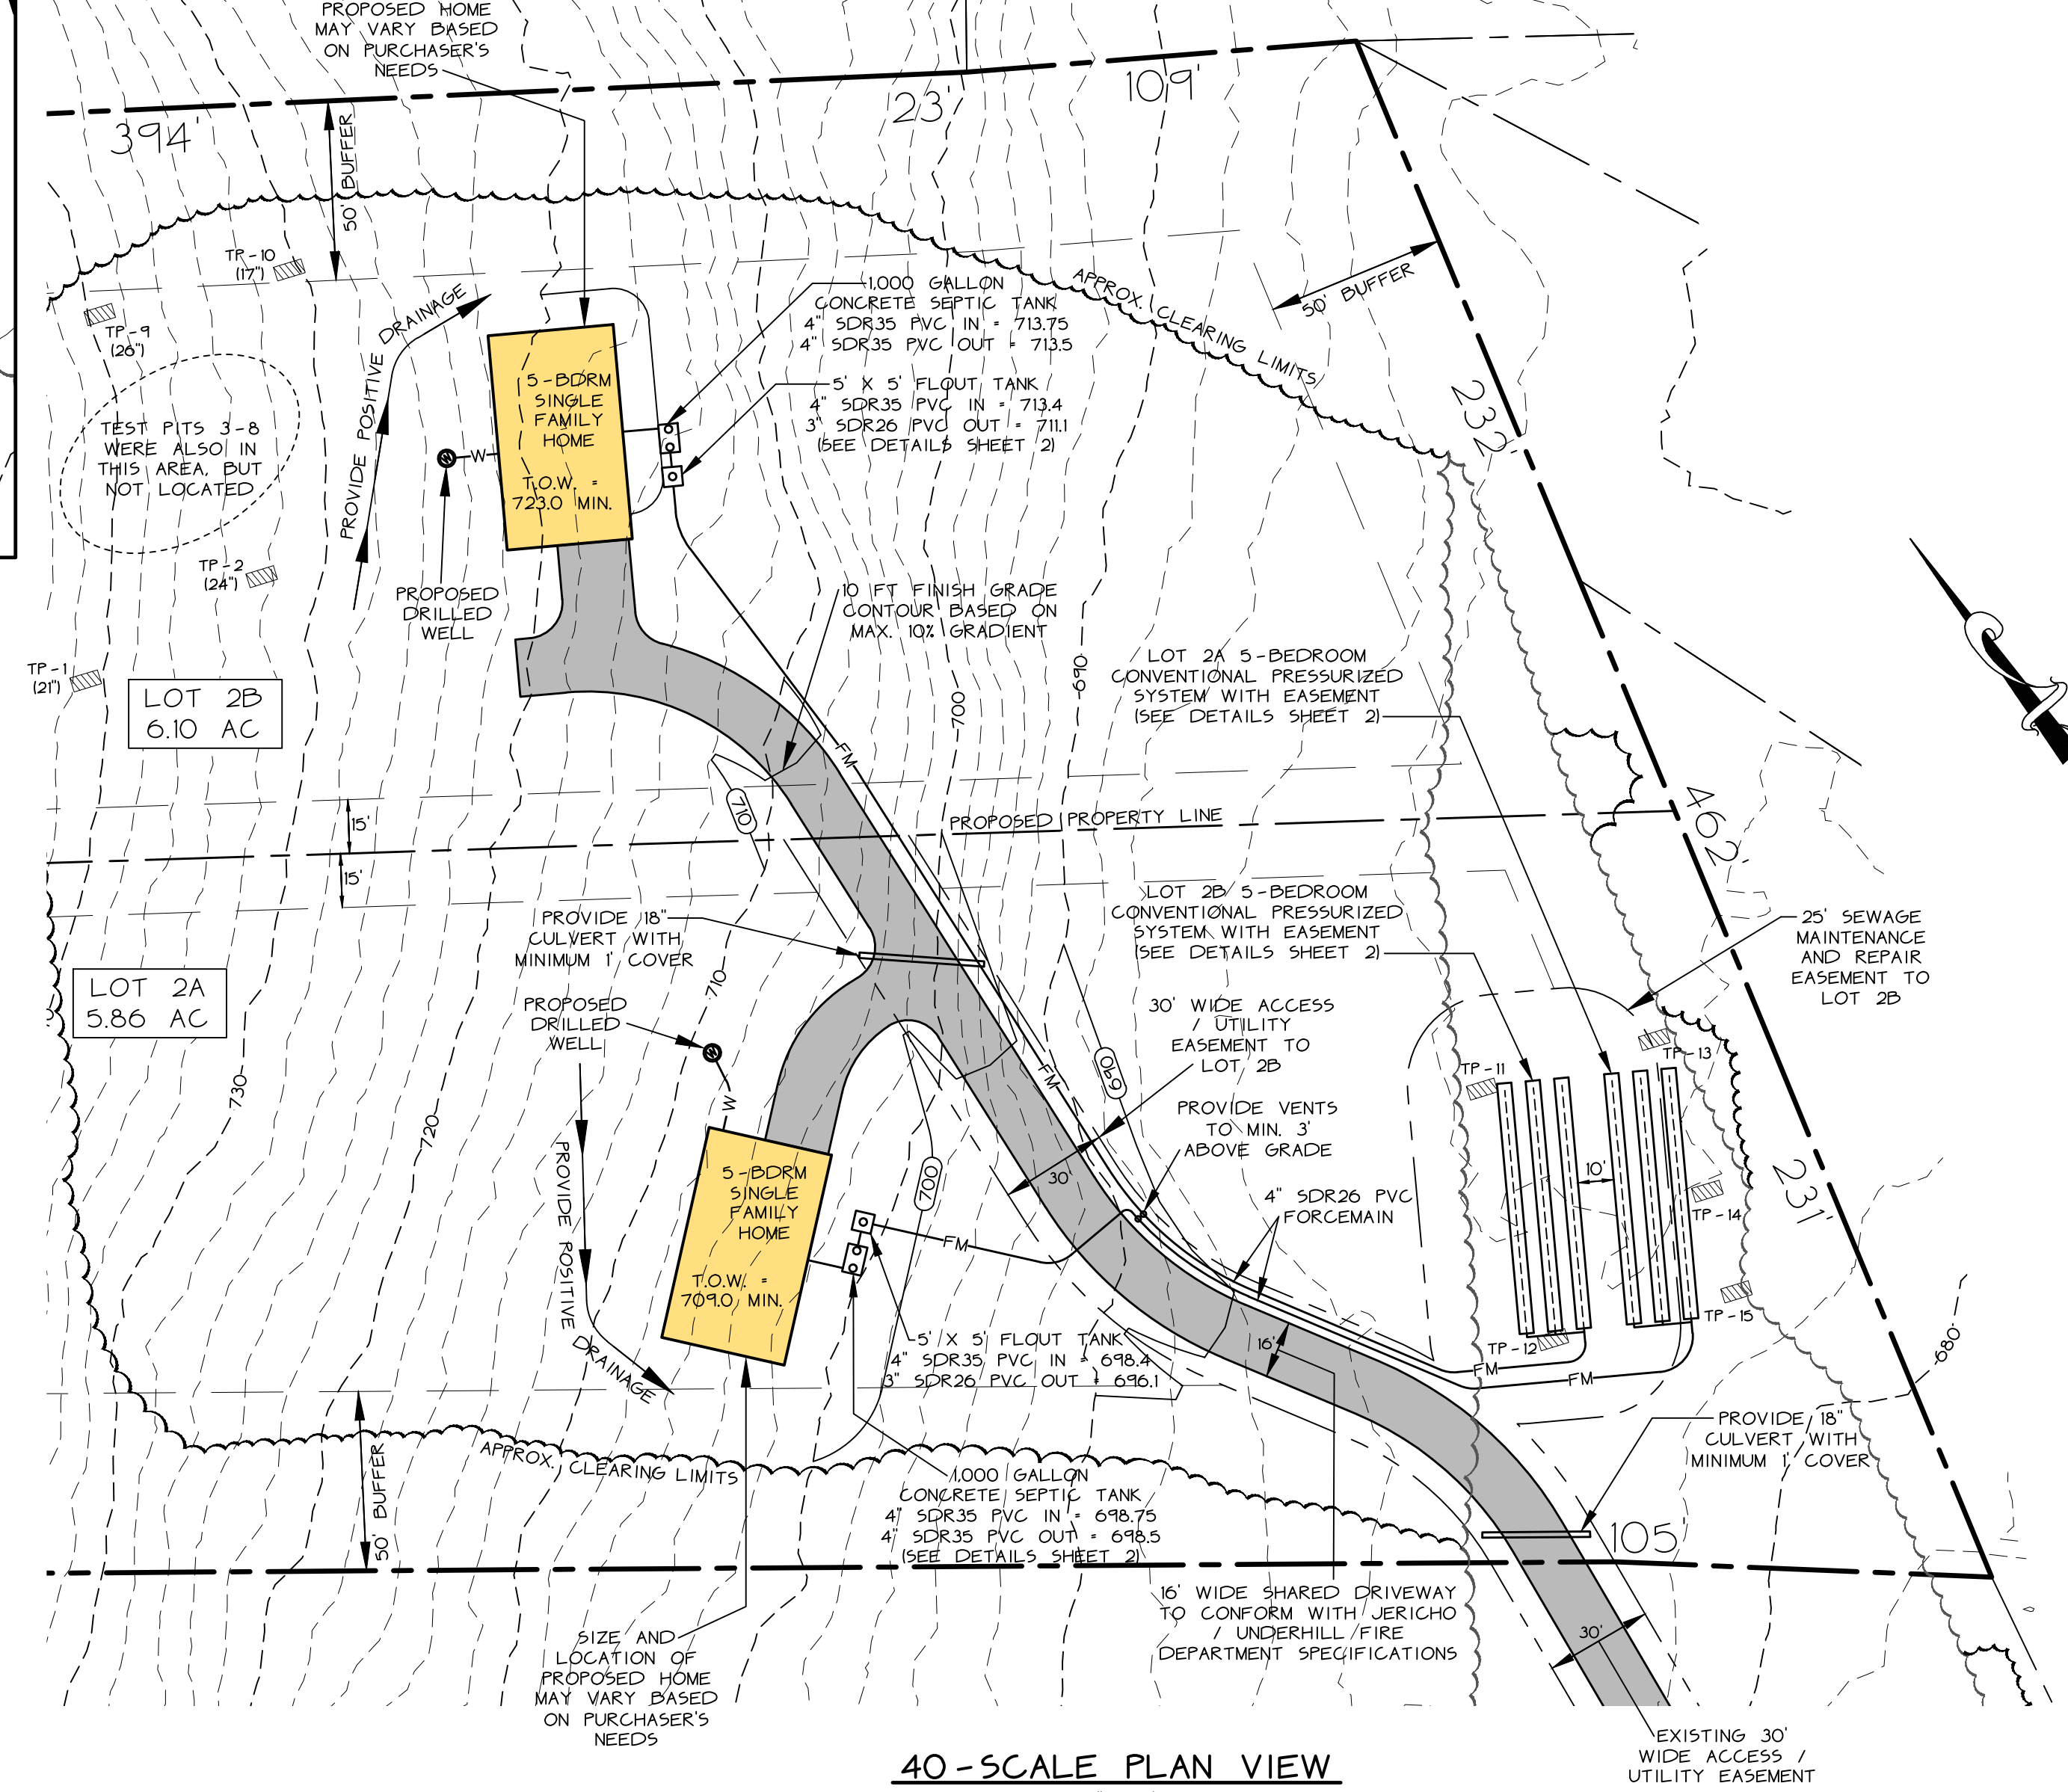 PROPOSED HOME
MAY VARY BASED
ON PURCHASER'S
NEEDS
394'
23'
109'
50' BUFFER
TP-10
(17")
TP-9
(26")
PROVIDE POSITIVE DRAINAGE
1,000 GALLON
CONCRETE SEPTIC TANK
4" SDR35 PVC IN = 713.75
4" SDR35 PVC OUT = 713.5
APPROX. CLEARING LIMITS
50' BUFFER
5-BDRM
SINGLE
FAMILY
HOME
T.O.W. =
723.0 MIN.
5' X 5' FLOUT TANK
4" SDR35 PVC IN = 713.4
3" SDR26 PVC OUT = 711.1
(SEE DETAILS SHEET 2)
232'
TEST PITS 3-8
WERE ALSO IN
THIS AREA, BUT
NOT LOCATED
W
W
TP-2
(24")
PROPOSED
DRILLED
WELL
10 FT FINISH GRADE
CONTOUR BASED ON
MAX. 10% GRADIENT
TP-1
(21")
LOT 2B
6.10 AC
700
690
LOT 2A 5-BEDROOM
CONVENTIONAL PRESSURIZED
SYSTEM WITH EASEMENT
(SEE DETAILS SHEET 2)
FM
710
15'
15'
PROPOSED PROPERTY LINE
462'
PROVIDE 18"
CULVERT WITH
MINIMUM 1' COVER
LOT 2B 5-BEDROOM
CONVENTIONAL PRESSURIZED
SYSTEM WITH EASEMENT
(SEE DETAILS SHEET 2)
25' SEWAGE
MAINTENANCE
AND REPAIR
EASEMENT TO
LOT 2B
LOT 2A
5.86 AC
710
PROPOSED
DRILLED
WELL
W
W
30' WIDE ACCESS
/ UTILITY
EASEMENT TO
LOT 2B
FM
690
TP-11
TP-13
730
720
PROVIDE VENTS
TO MIN. 3'
ABOVE GRADE
30'
10'
PROVIDE POSITIVE DRAINAGE
5-BDRM
SINGLE
FAMILY
HOME
T.O.W. =
709.0 MIN.
700
FM
4" SDR26 PVC
FORCEMAIN
TP-14
231'
TP-15
TP-12
16'
5' X 5' FLOUT TANK
4" SDR35 PVC IN = 698.4
3" SDR26 PVC OUT = 696.1
FM
FM
680
50' BUFFER
APPROX. CLEARING LIMITS
1,000 GALLON
CONCRETE SEPTIC TANK
4" SDR35 PVC IN = 698.75
4" SDR35 PVC OUT = 698.5
(SEE DETAILS SHEET 2)
PROVIDE 18"
CULVERT WITH
MINIMUM 1' COVER
105'
16' WIDE SHARED DRIVEWAY
TO CONFORM WITH JERICHO
/ UNDERHILL FIRE
DEPARTMENT SPECIFICATIONS
30'
SIZE AND
LOCATION OF
PROPOSED HOME
MAY VARY BASED
ON PURCHASER'S
NEEDS
EXISTING 30'
WIDE ACCESS /
UTILITY EASEMENT
40-SCALE PLAN VIEW